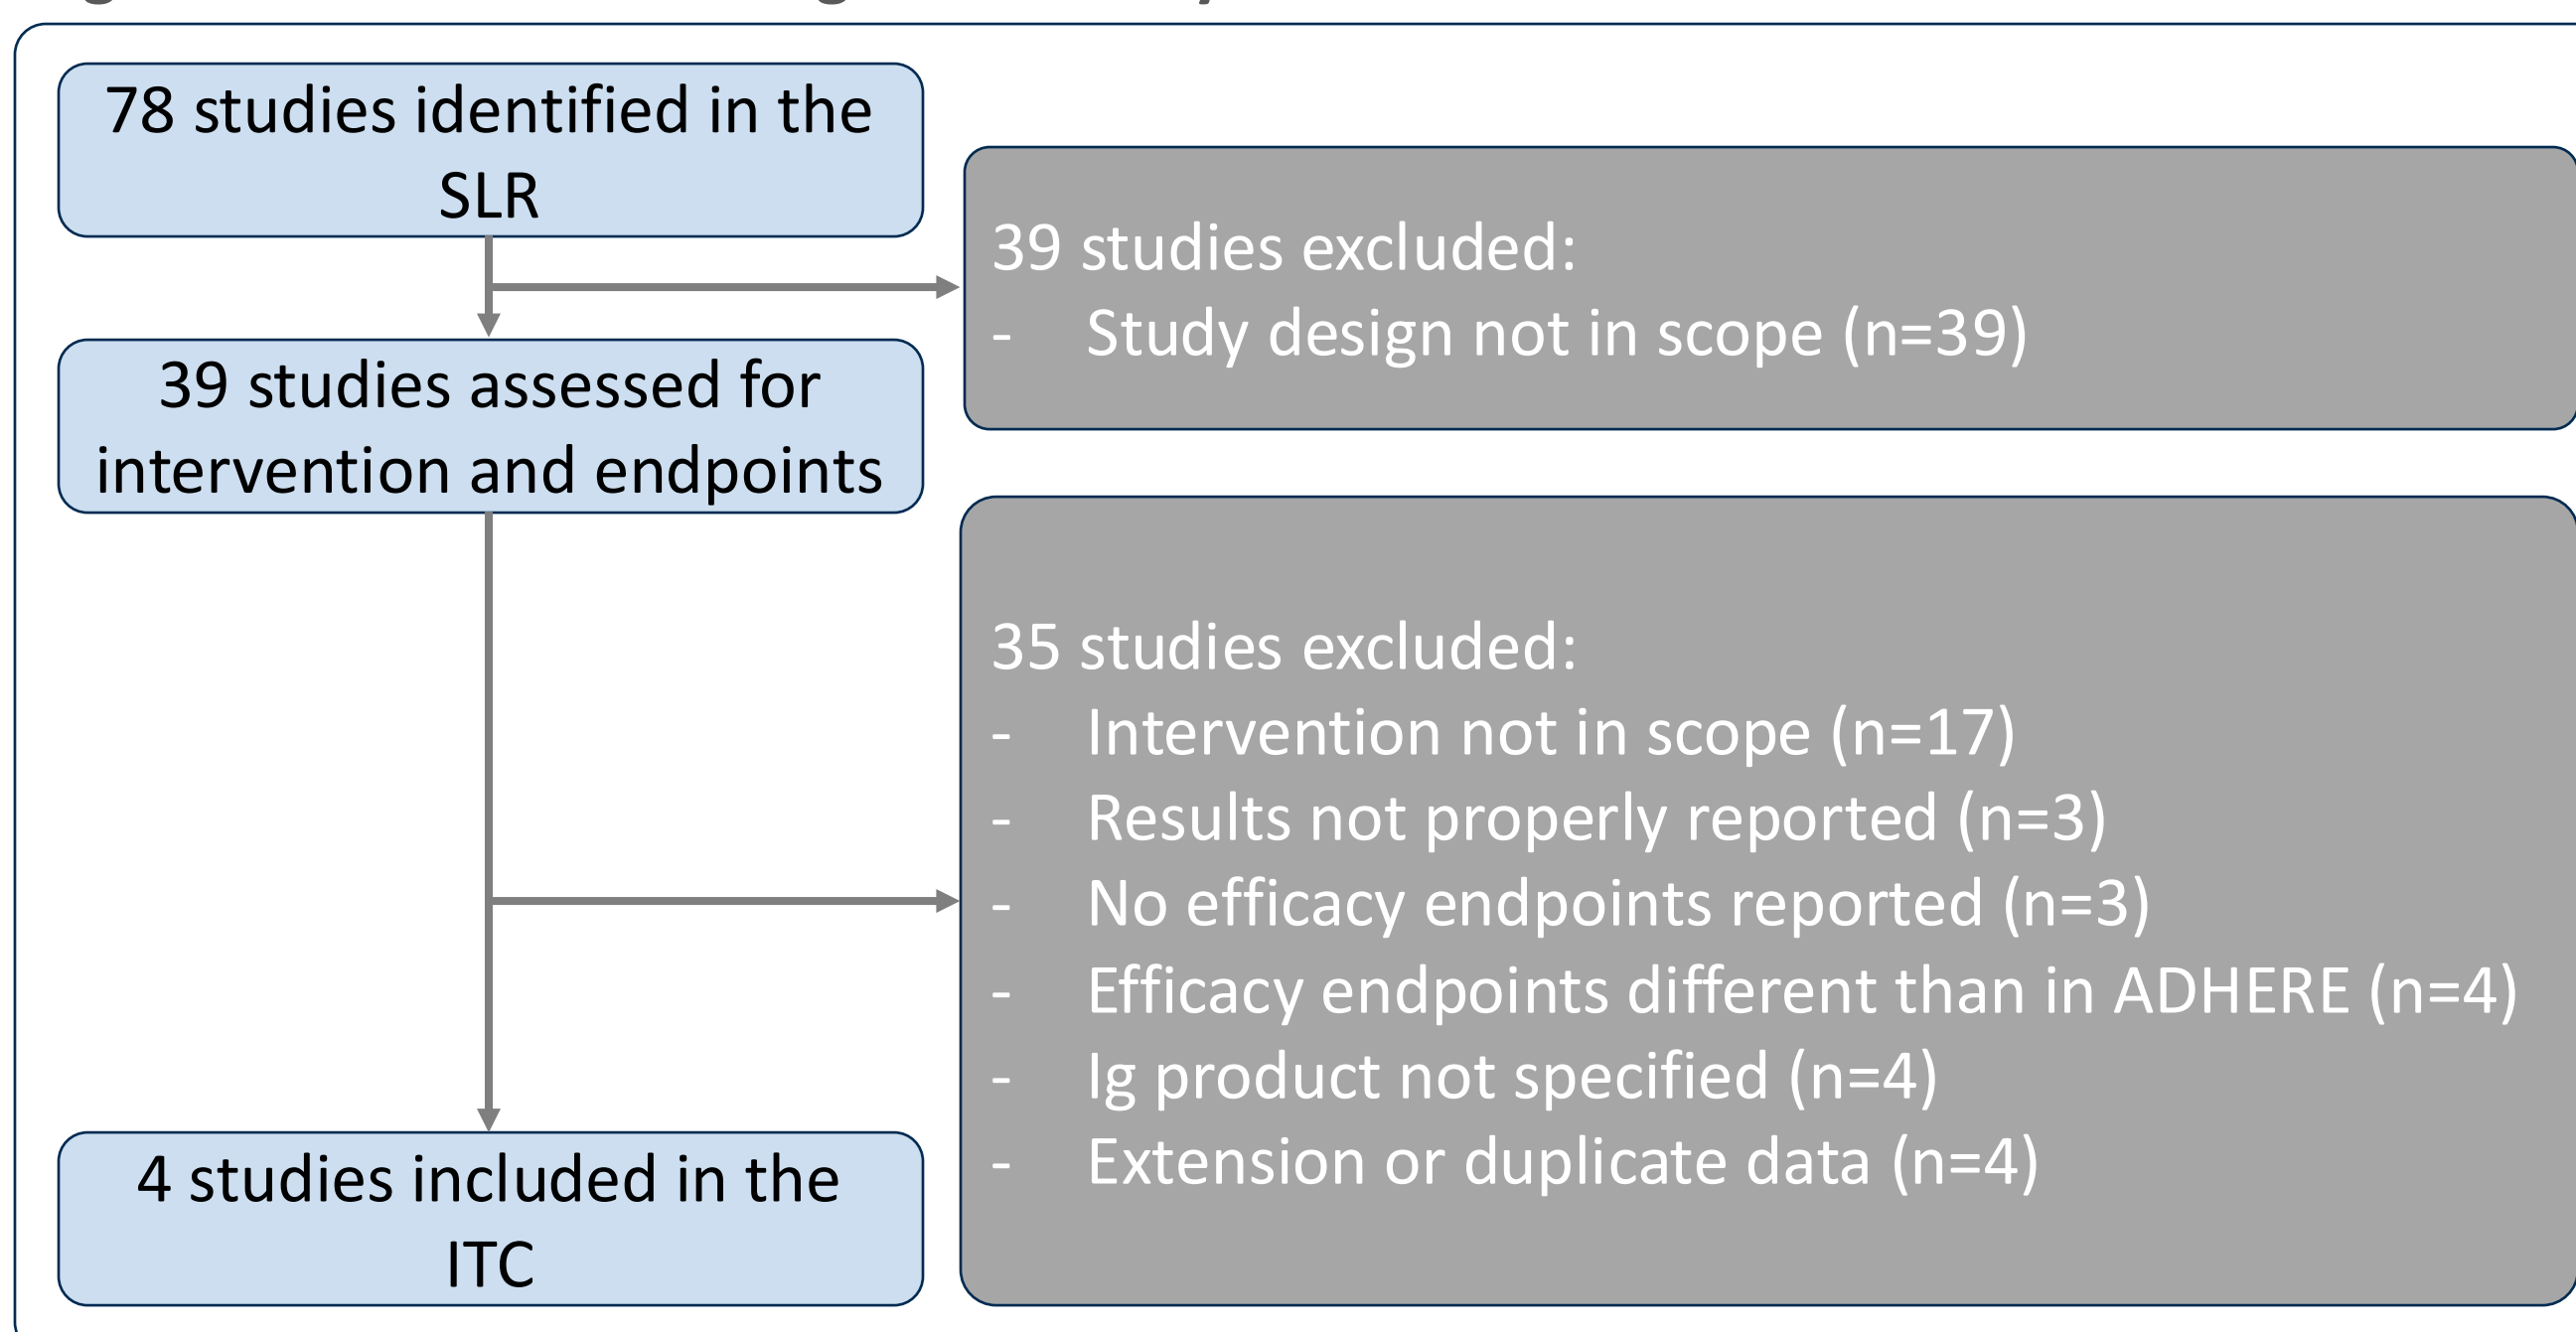 78 studies identified in the
SLR
39 studies excluded:
- Study design not in scope (n=39)
39 studies assessed for
intervention and endpoints
35 studies excluded:
- Intervention not in scope (n=17)
- Results not properly reported (n=3)
- No efficacy endpoints reported (n=3)
- Efficacy endpoints different than in ADHERE (n=4)
- Ig product not specified (n=4)
- Extension or duplicate data (n=4)
4 studies included in the
ITC